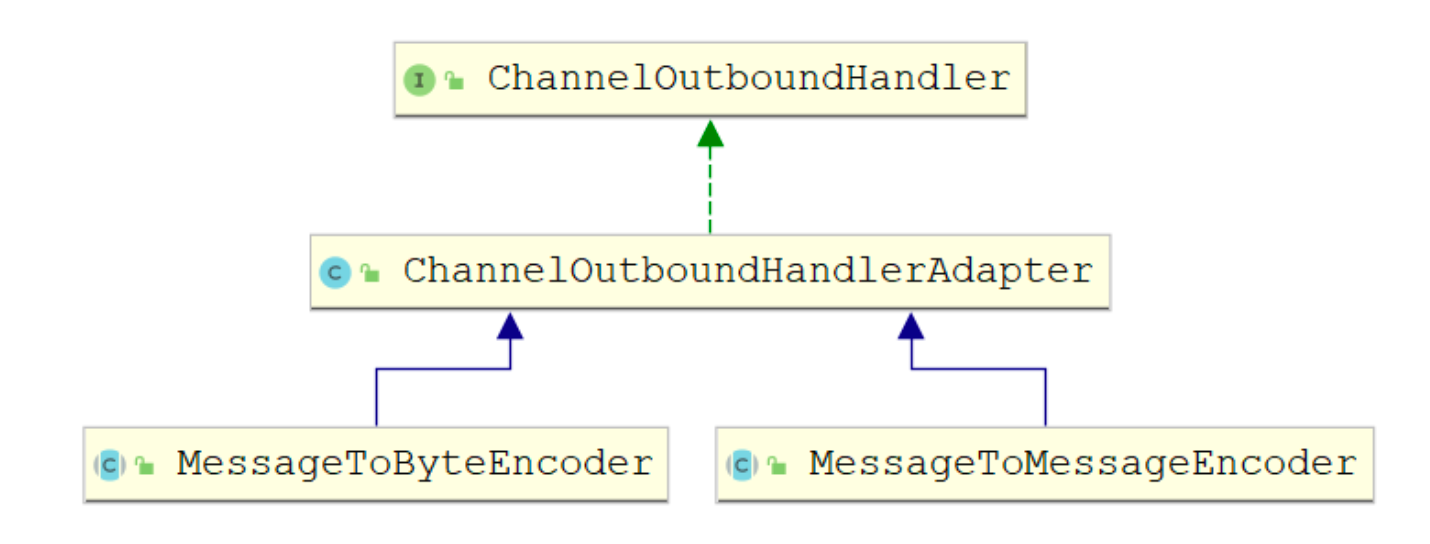 I ChannelOutboundHandler
C ChannelOutboundHandlerAdapter
C MessageToByteEncoder
C MessageToMessageEncoder